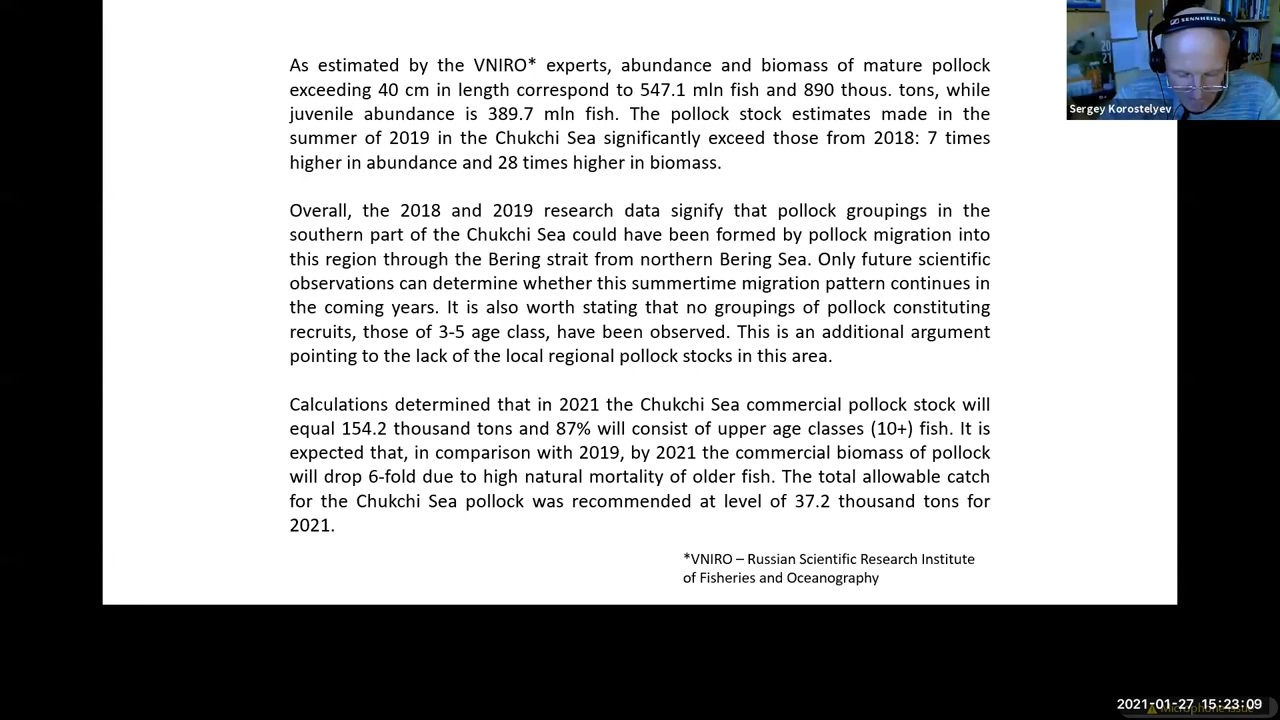 As estimated by the VNIRO* experts, abundance and biomass of mature pollock
exceeding 40 cm in length correspond to 547.1 mln fish and 890 thous. tons, while
juvenile abundance is 389.7 mln fish. The pollock stock estimates made in the
summer of 2019 in the Chukchi Sea significantly exceed those from 2018: 7 times
higher in abundance and 28 times higher in biomass.
Overall, the 2018 and 2019 research data signify that pollock groupings in the
southern part of the Chukchi Sea could have been formed by pollock migration into
this region through the Bering strait from northern Bering Sea. Only future scientific
observations can determine whether this summertime migration pattern continues in
the coming years. It is also worth stating that no groupings of pollock constituting
recruits, those of 3-5 age class, have been observed. This is an additional argument
pointing to the lack of the local regional pollock stocks in this area.
Calculations determined that in 2021 the Chukchi Sea commercial pollock stock will
equal 154.2 thousand tons and 87% will consist of upper age classes (10+) fish. It is
expected that, in comparison with 2019, by 2021 the commercial biomass of pollock
will drop 6-fold due to high natural mortality of older fish. The total allowable catch
for the Chukchi Sea pollock was recommended at level of 37.2 thousand tons for
2021.
*VNIRO – Russian Scientific Research Institute
of Fisheries and Oceanography
SENNHEISER
Sergey Korostelyev
2021-01-27 15:23:09